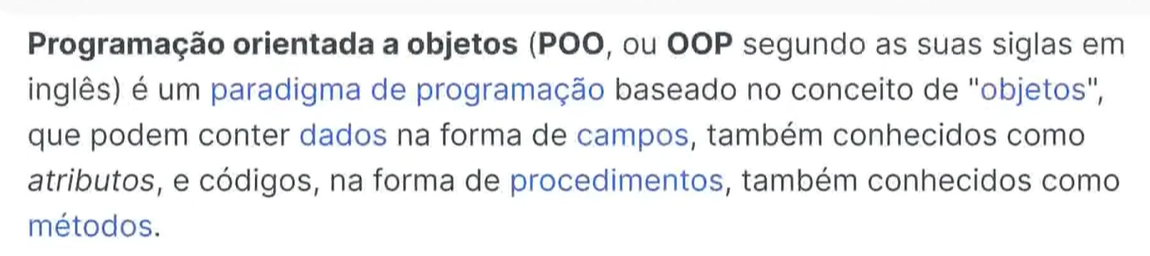 Programação orientada a objetos (POO, ou OOP segundo as suas siglas em
inglês) é um paradigma de programação baseado no conceito de "objetos",
que podem conter dados na forma de campos, também conhecidos como
atributos, e códigos, na forma de procedimentos, também conhecidos como
métodos.